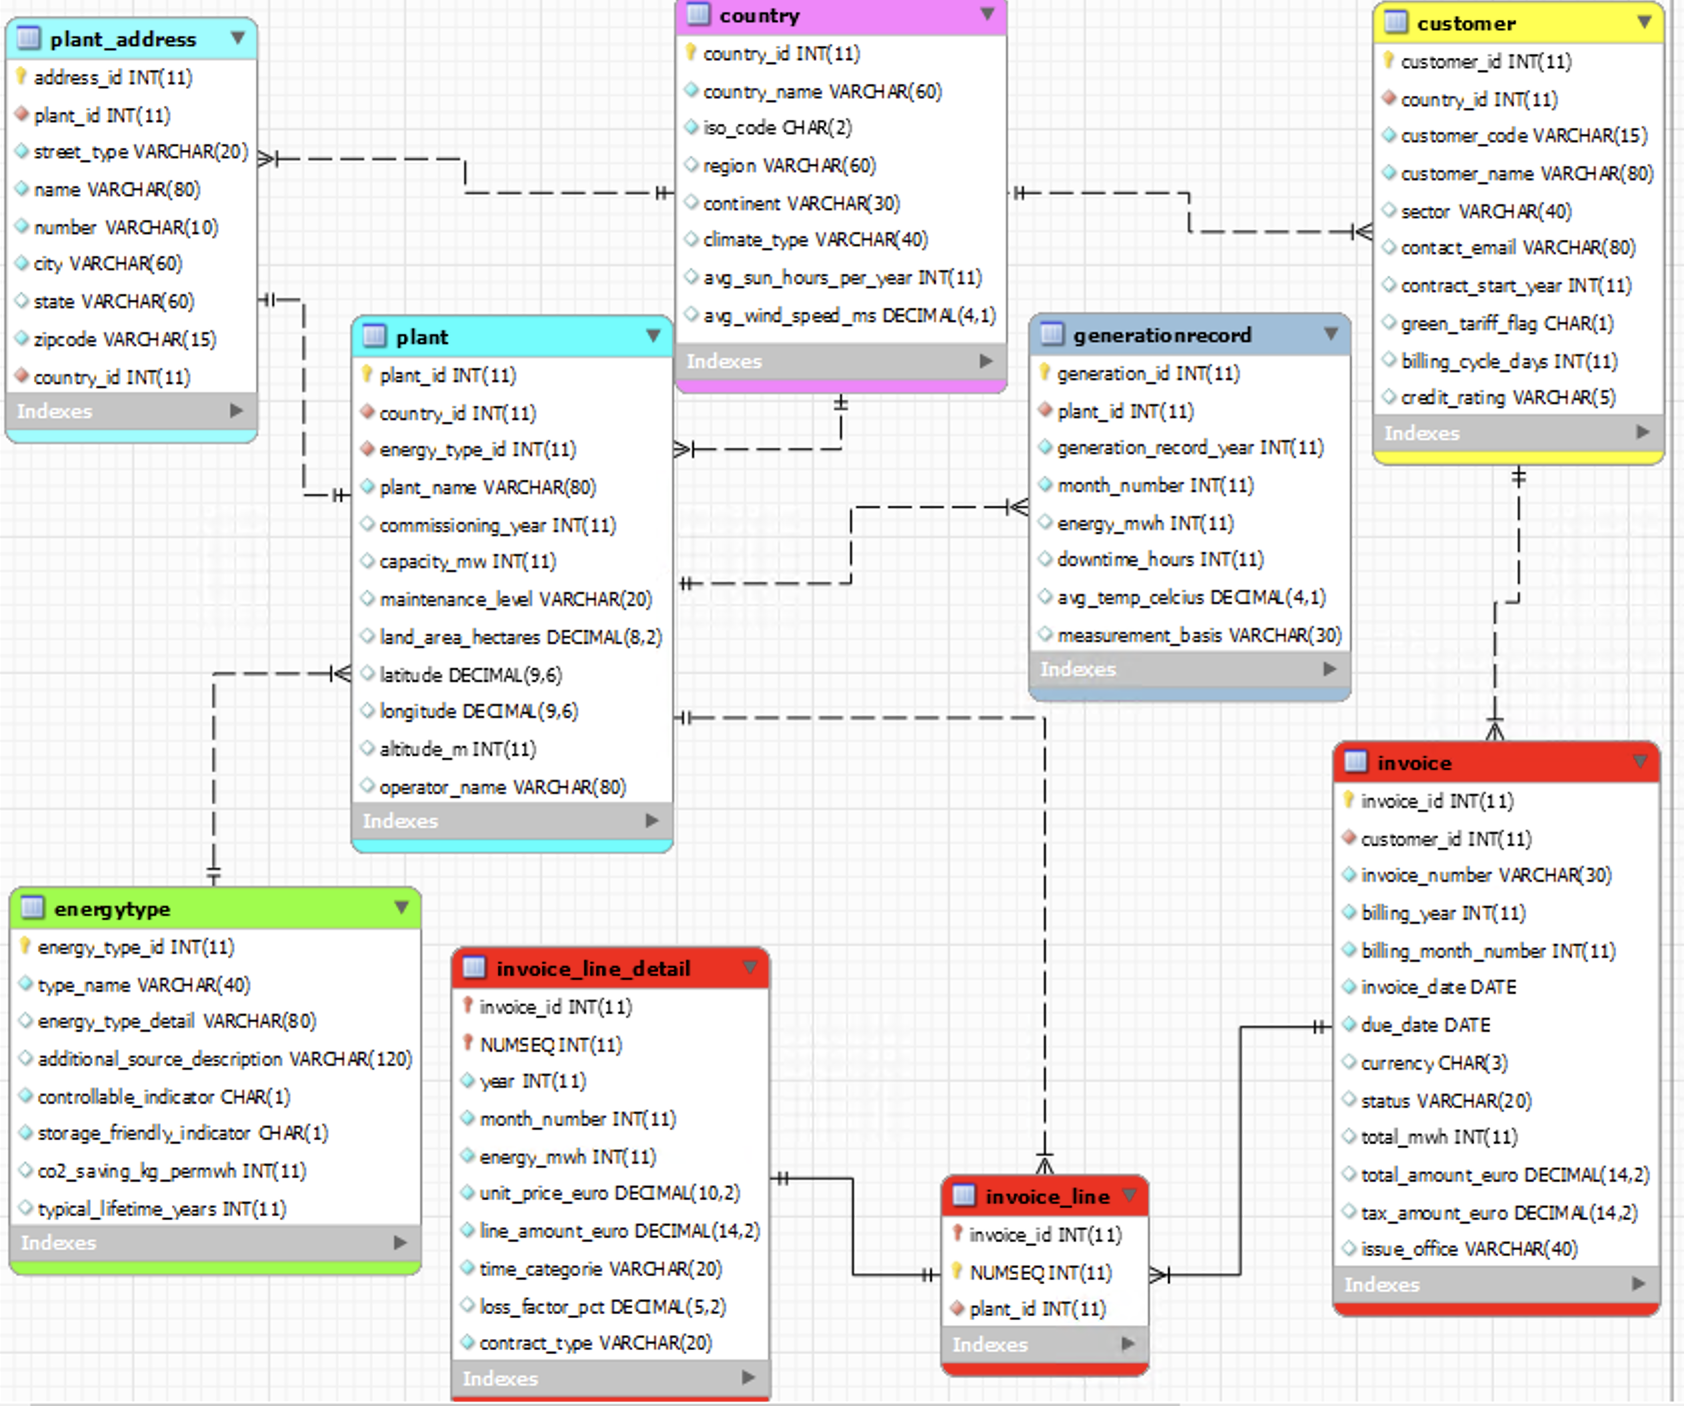 plant_address
address_id INT(11)
plant_id INT(11)
street_type VARCHAR(20)
name VARCHAR(80)
number VARCHAR(10)
city VARCHAR(60)
state VARCHAR(60)
zipcode VARCHAR(15)
country_id INT(11)
Indexes
country
country_id INT(11)
country_name VARCHAR(60)
iso_code CHAR(2)
region VARCHAR(60)
continent VARCHAR(30)
climate_type VARCHAR(40)
avg_sun_hours_per_year INT(11)
avg_wind_speed_ms DECIMAL(4,1)
Indexes
customer
customer_id INT(11)
country_id INT(11)
customer_code VARCHAR(15)
customer_name VARCHAR(80)
sector VARCHAR(40)
contact_email VARCHAR(80)
contract_start_year INT(11)
green_tariff_flag CHAR(1)
billing_cycle_days INT(11)
credit_rating VARCHAR(5)
Indexes
plant
plant_id INT(11)
country_id INT(11)
energy_type_id INT(11)
plant_name VARCHAR(80)
commissioning_year INT(11)
capacity_mw INT(11)
maintenance_level VARCHAR(20)
land_area_hectares DECIMAL(8,2)
latitude DECIMAL(9,6)
longitude DECIMAL(9,6)
altitude_m INT(11)
operator_name VARCHAR(80)
Indexes
generationrecord
generation_id INT(11)
plant_id INT(11)
generation_record_year INT(11)
month_number INT(11)
energy_mwh INT(11)
downtime_hours INT(11)
avg_temp_celcius DECIMAL(4,1)
measurement_basis VARCHAR(30)
Indexes
energytype
energy_type_id INT(11)
type_name VARCHAR(40)
energy_type_detail VARCHAR(80)
additional_source_description VARCHAR(120)
controllable_indicator CHAR(1)
storage_friendly_indicator CHAR(1)
co2_saving_kg_permwh INT(11)
typical_lifetime_years INT(11)
Indexes
invoice_line_detail
invoice_id INT(11)
NUMSEQ INT(11)
year INT(11)
month_number INT(11)
energy_mwh INT(11)
unit_price_euro DECIMAL(10,2)
line_amount_euro DECIMAL(14,2)
time_categorie VARCHAR(20)
loss_factor_pct DECIMAL(5,2)
contract_type VARCHAR(20)
Indexes
invoice_line
invoice_id INT(11)
NUMSEQ INT(11)
plant_id INT(11)
Indexes
invoice
invoice_id INT(11)
customer_id INT(11)
invoice_number VARCHAR(30)
billing_year INT(11)
billing_month_number INT(11)
invoice_date DATE
due_date DATE
currency CHAR(3)
status VARCHAR(20)
total_mwh INT(11)
total_amount_euro DECIMAL(14,2)
tax_amount_euro DECIMAL(14,2)
issue_office VARCHAR(40)
Indexes